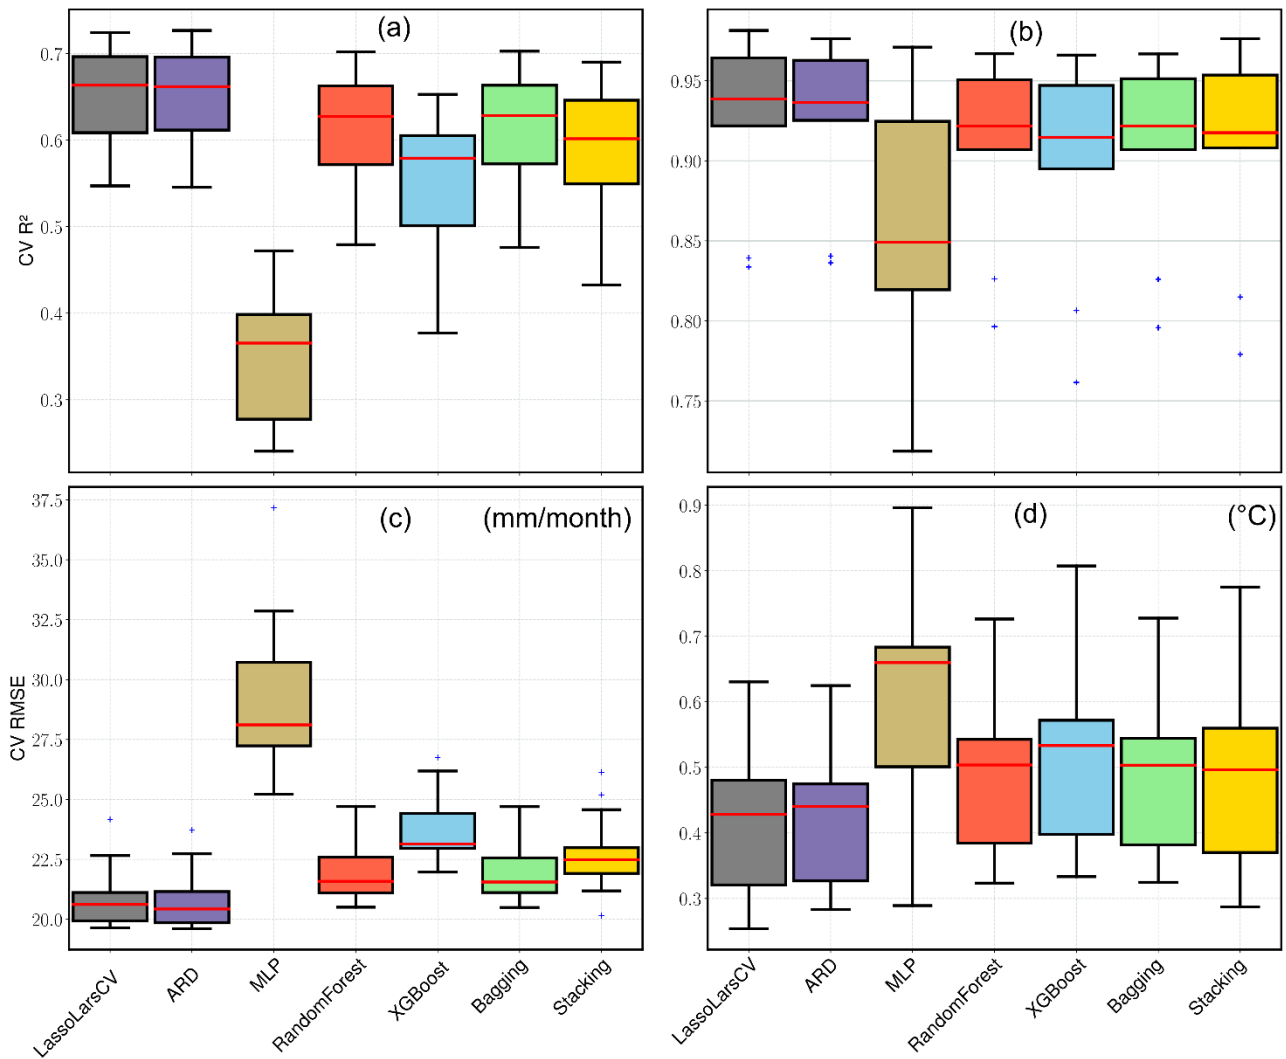 (a)
CV R²
0.7
0.6
0.5
0.4
0.3
(b)
0.95
0.90
0.85
0.80
0.75
(c) (mm/month)
CV RMSE
37.5
35.0
32.5
30.0
27.5
25.0
22.5
20.0
(d) (°C)
0.9
0.8
0.7
0.6
0.5
0.4
0.3
LassoLarsCV
ARD
MLP
RandomForest
XGBoost
Bagging
Stacking
LassoLarsCV
ARD
MLP
RandomForest
XGBoost
Bagging
Stacking